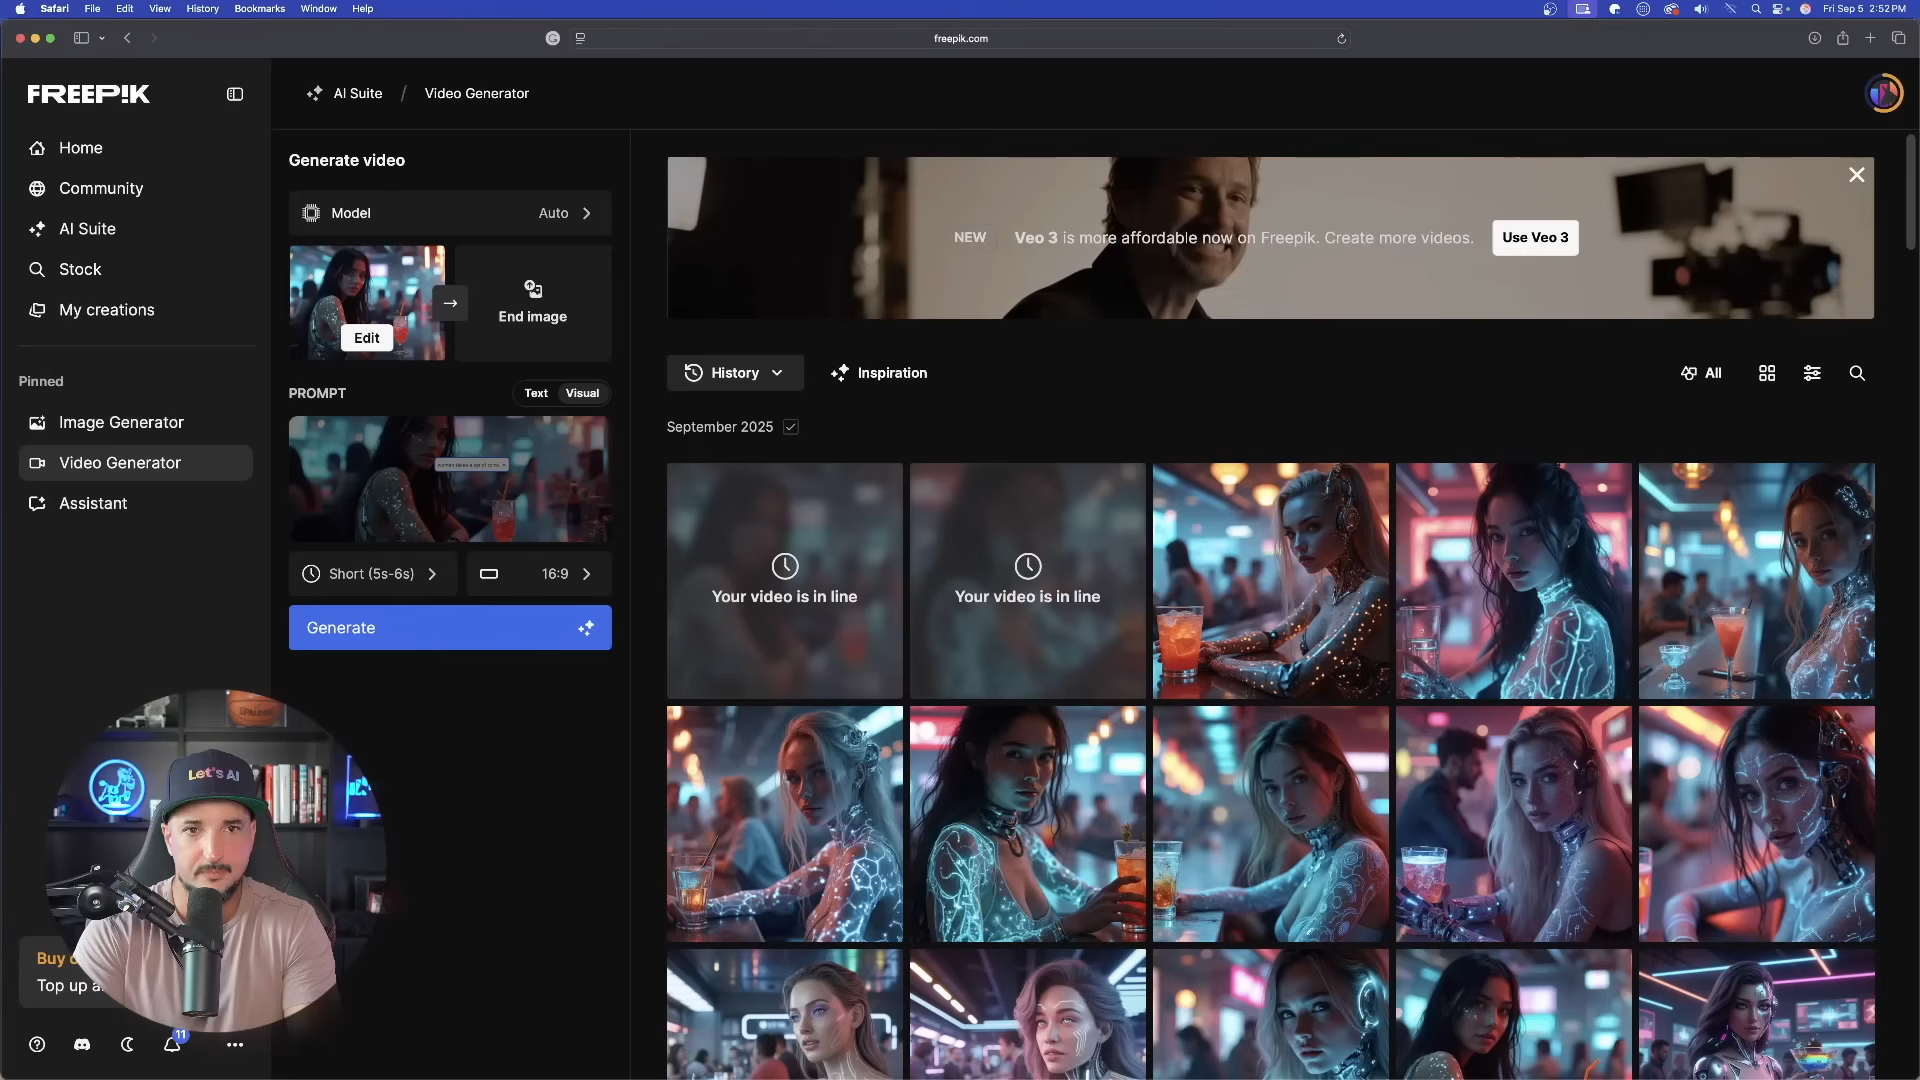 Safari File Edit View History Bookmarks Window Help
Fri Sep 5 2:52 PM
freepik.com
FREEPIK
AI Suite / Video Generator
Home
Community
AI Suite
Stock
My creations
Pinned
Image Generator
Video Generator
Assistant
Generate video
Model Auto
Edit
End image
PROMPT Text Visual
Short (5s-6s) 16:9
Generate
NEW Veo 3 is more affordable now on Freepik. Create more videos. Use Veo 3
History Inspiration All
September 2025
Your video is in line
Your video is in line
SPALDING
Let's AI
Buy
Top up
11